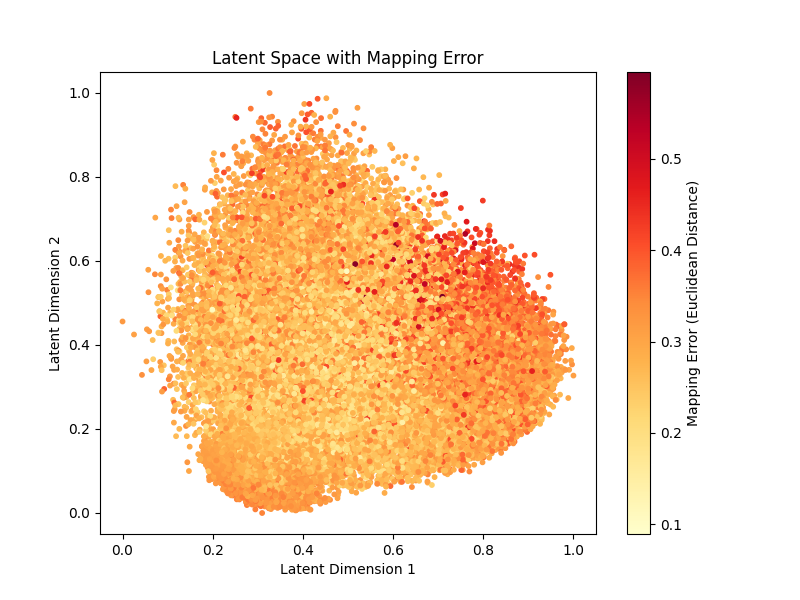 Latent Space with Mapping Error
1.0
0.8
0.6
0.4
0.2
0.0
Latent Dimension 2
0.0 0.2 0.4 0.6 0.8 1.0
Latent Dimension 1
0.5
0.4
0.3
0.2
0.1
Mapping Error (Euclidean Distance)